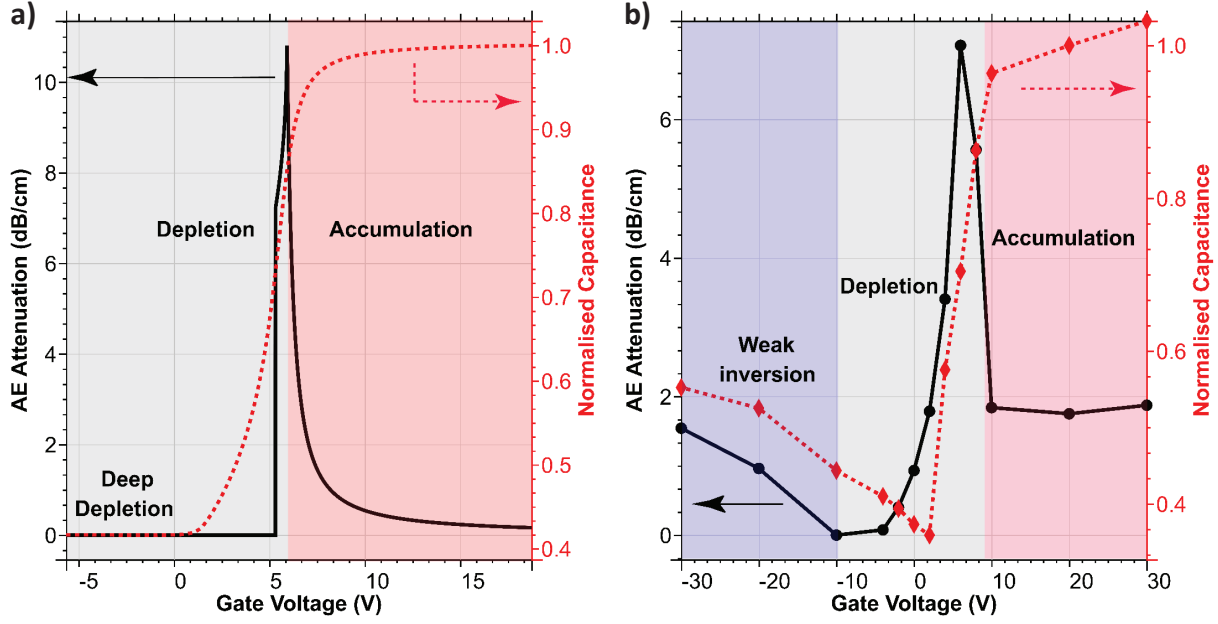 a)
AE Attenuation (dB/cm)
10
8
6
4
2
0
Depletion
Accumulation
Deep
Depletion
1.0
0.9
0.8
0.7
0.6
0.5
0.4
Normalised Capacitance
-5
0
5
10
15
Gate Voltage (V)
b)
AE Attenuation (dB/cm)
6
4
2
0
Weak
inversion
Depletion
Accumulation
1.0
0.8
0.6
0.4
Normalised Capacitance
-30
-20
-10
0
10
20
30
Gate Voltage (V)